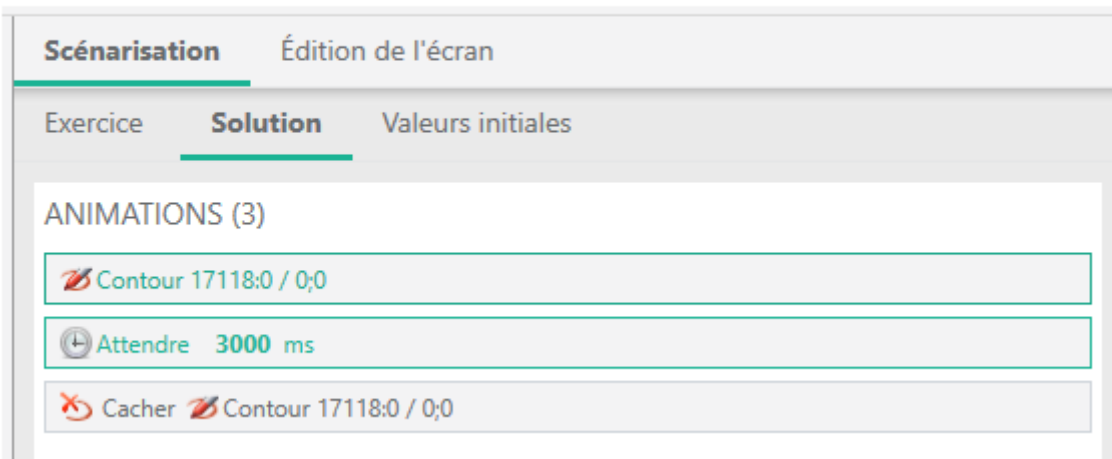 Scénarisation Édition de l'écran
Exercice Solution Valeurs initiales
ANIMATIONS (3)
Contour 17118:0 / 0;0
Attendre 3000 ms
Cacher Contour 17118:0 / 0;0